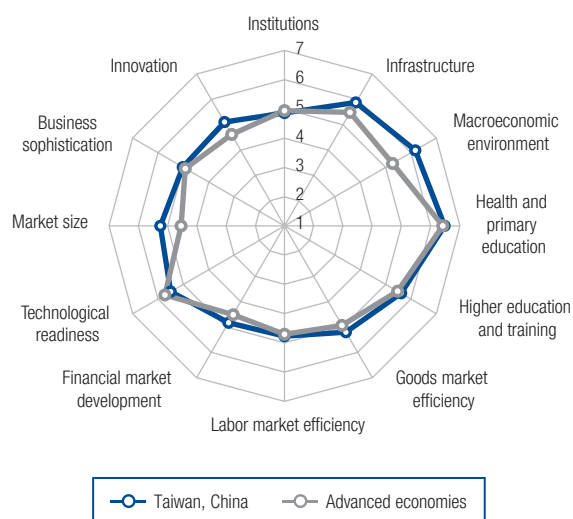 Institutions
Infrastructure
Macroeconomic
environment
Health and
primary
education
Higher education
and training
Goods market
efficiency
Labor market efficiency
Financial market
development
Technological
readiness
Market size
Business
sophistication
Innovation
7
6
5
4
3
2
1
Taiwan, China
Advanced economies